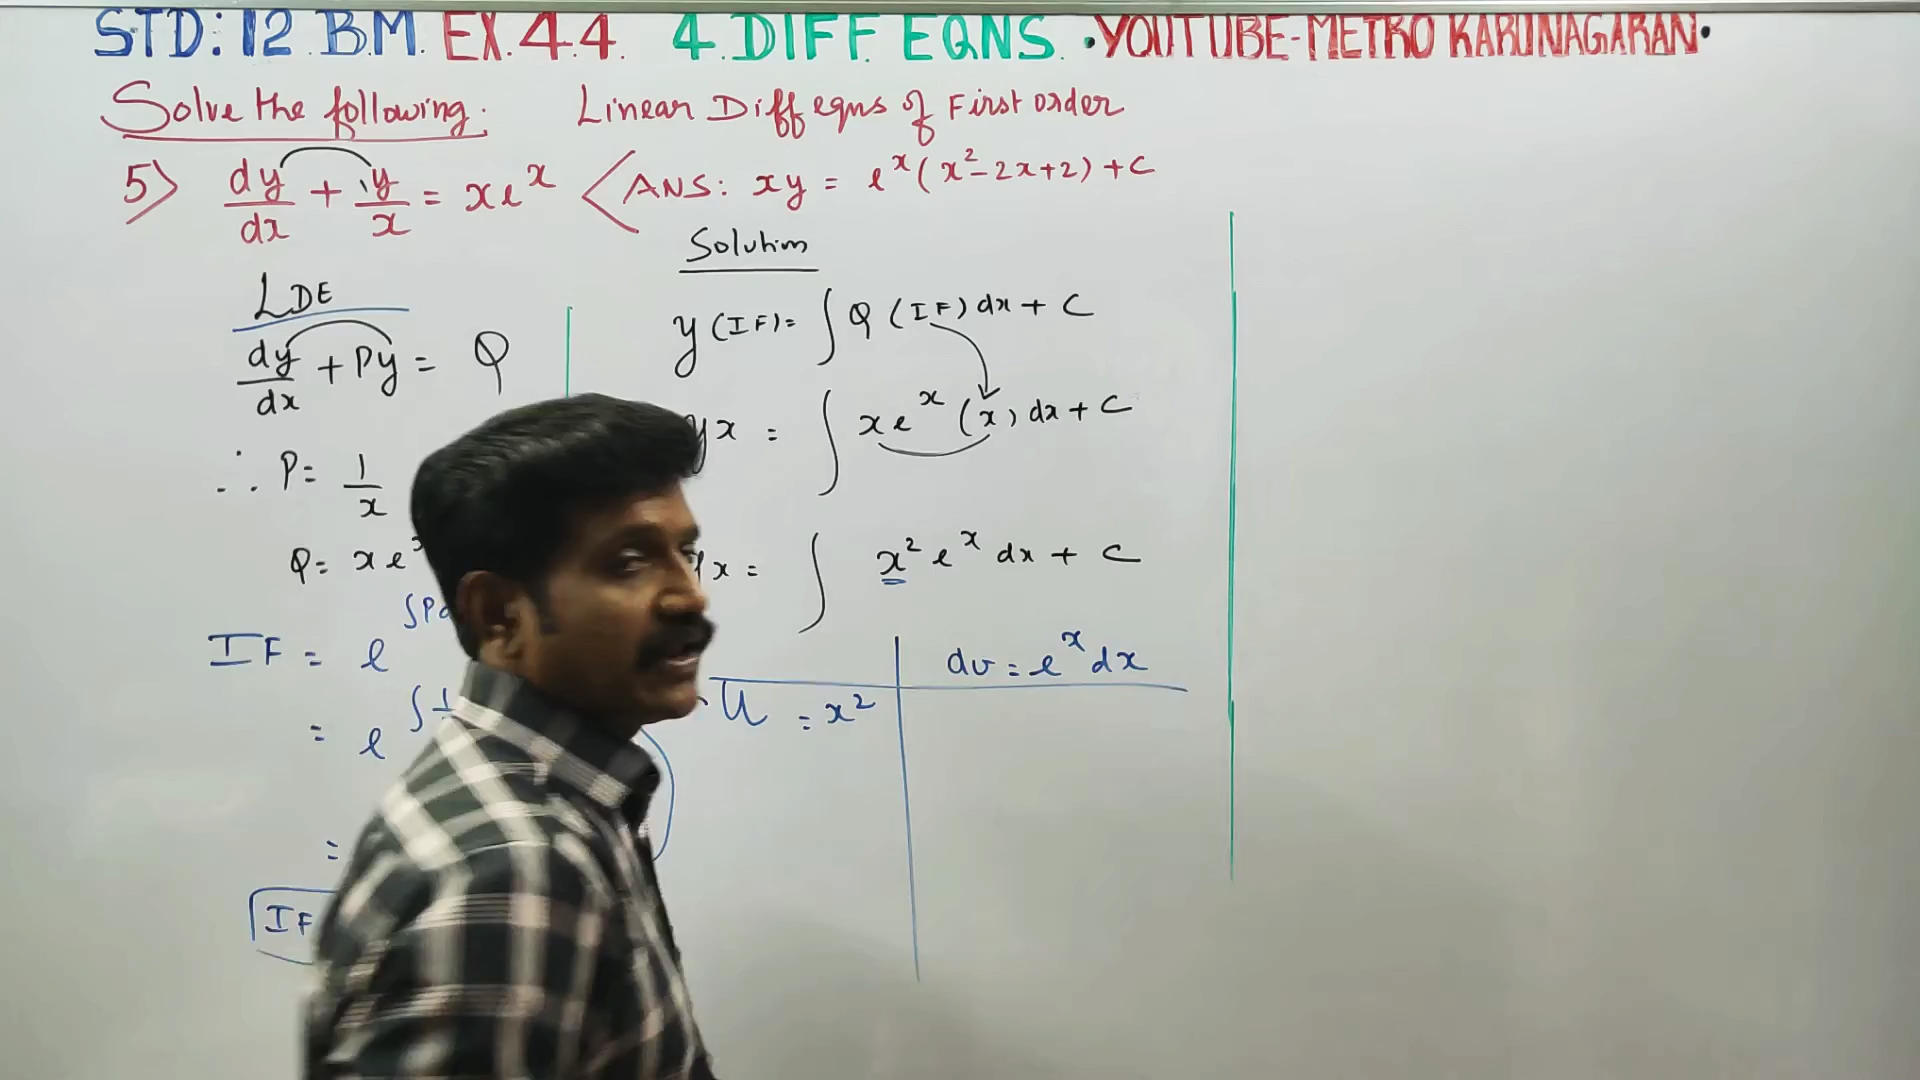 STD: 12 B.M. EX.4.4. 4. DIFF EQNS. •YOUTUBE-METRO KARUNAGARAN•
Solve the following. Linear Diff eqns of First order
5> dy/dx + y/x = xe^x < ANS: xy = e^x (x^2 - 2x + 2) + C
LDE
dy/dx + Py = Q
∴ P = 1/x
Q = xe
IF = e
= e
=
IF
Solution
y (IF) = ∫ Q (IF) dx + C
yx = ∫ xe^x (x) dx + C
x = ∫ x^2 e^x dx + C
dv = e^x dx
U = x^2